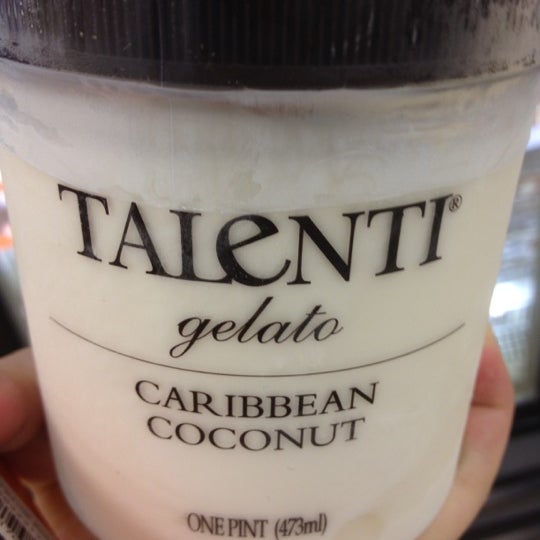 TALeNTI®
gelato
CARIBBEAN
COCONUT
ONE PINT (473ml)